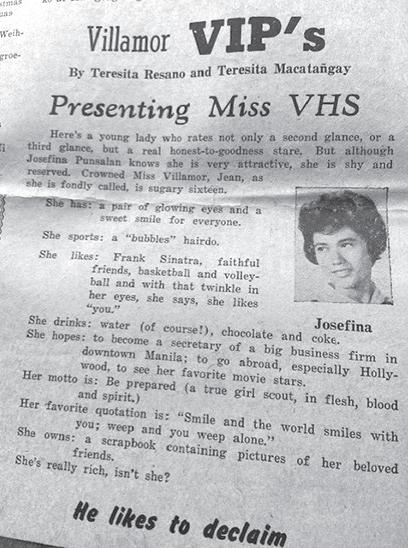 stmas
cas
Weih-
groe-
Villamor VIP's
By Teresita Resano and Teresita Macatañgay
Presenting Miss VHS
Here's a young lady who rates not only a second glance, or a
third glance, but a real honest-to-goodness stare. But although
Josefina Punsalan knows she is very attractive, she is shy and
reserved. Crowned Miss Villamor, Jean, as
she is fondly called, is sugary sixteen.
She has: a pair of glowing eyes and a
sweet smile for everyone.
She sports: a "bubbles" hairdo.
She likes: Frank Sinatra, faithful
friends, basketball and volley-
ball and with that twinkle in
her eyes, she says, she likes
"you."
Josefina
She drinks: water (of course!), chocolate and coke.
She hopes: to become a secretary of a big business firm in
downtown Manila; to go abroad, especially Holly-
wood, to see her favorite movie stars.
Her motto is: Be prepared (a true girl scout, in flesh, blood
and spirit.)
Her favorite quotation is: "Smile and the world smiles with
you; weep and you weep alone."
She owns: a scrapbook containing pictures of her beloved
friends.
She's really rich, isn't she?
He likes to declaim